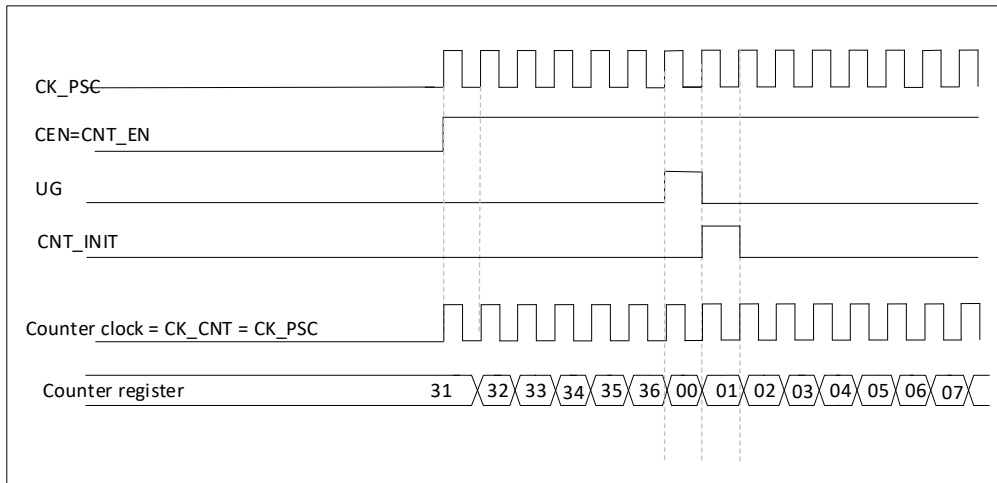 CK_PSC
CEN=CNT_EN
UG
CNT_INIT
Counter clock = CK_CNT = CK_PSC
Counter register 31 32 33 34 35 36 00 01 02 03 04 05 06 07